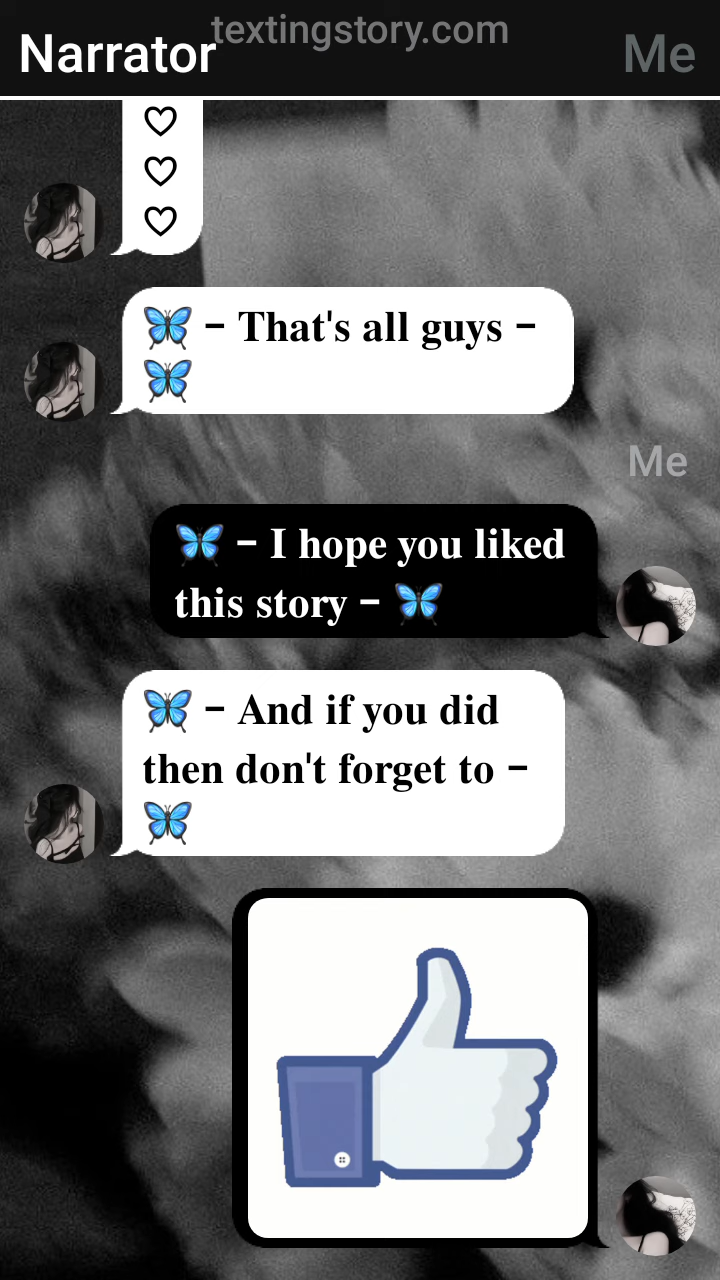 textingstory.com
Narrator
Me
♡
♡
♡
🦋 - That's all guys -
🦋
Me
🦋 - I hope you liked
this story - 🦋
🦋 - And if you did
then don't forget to -
🦋